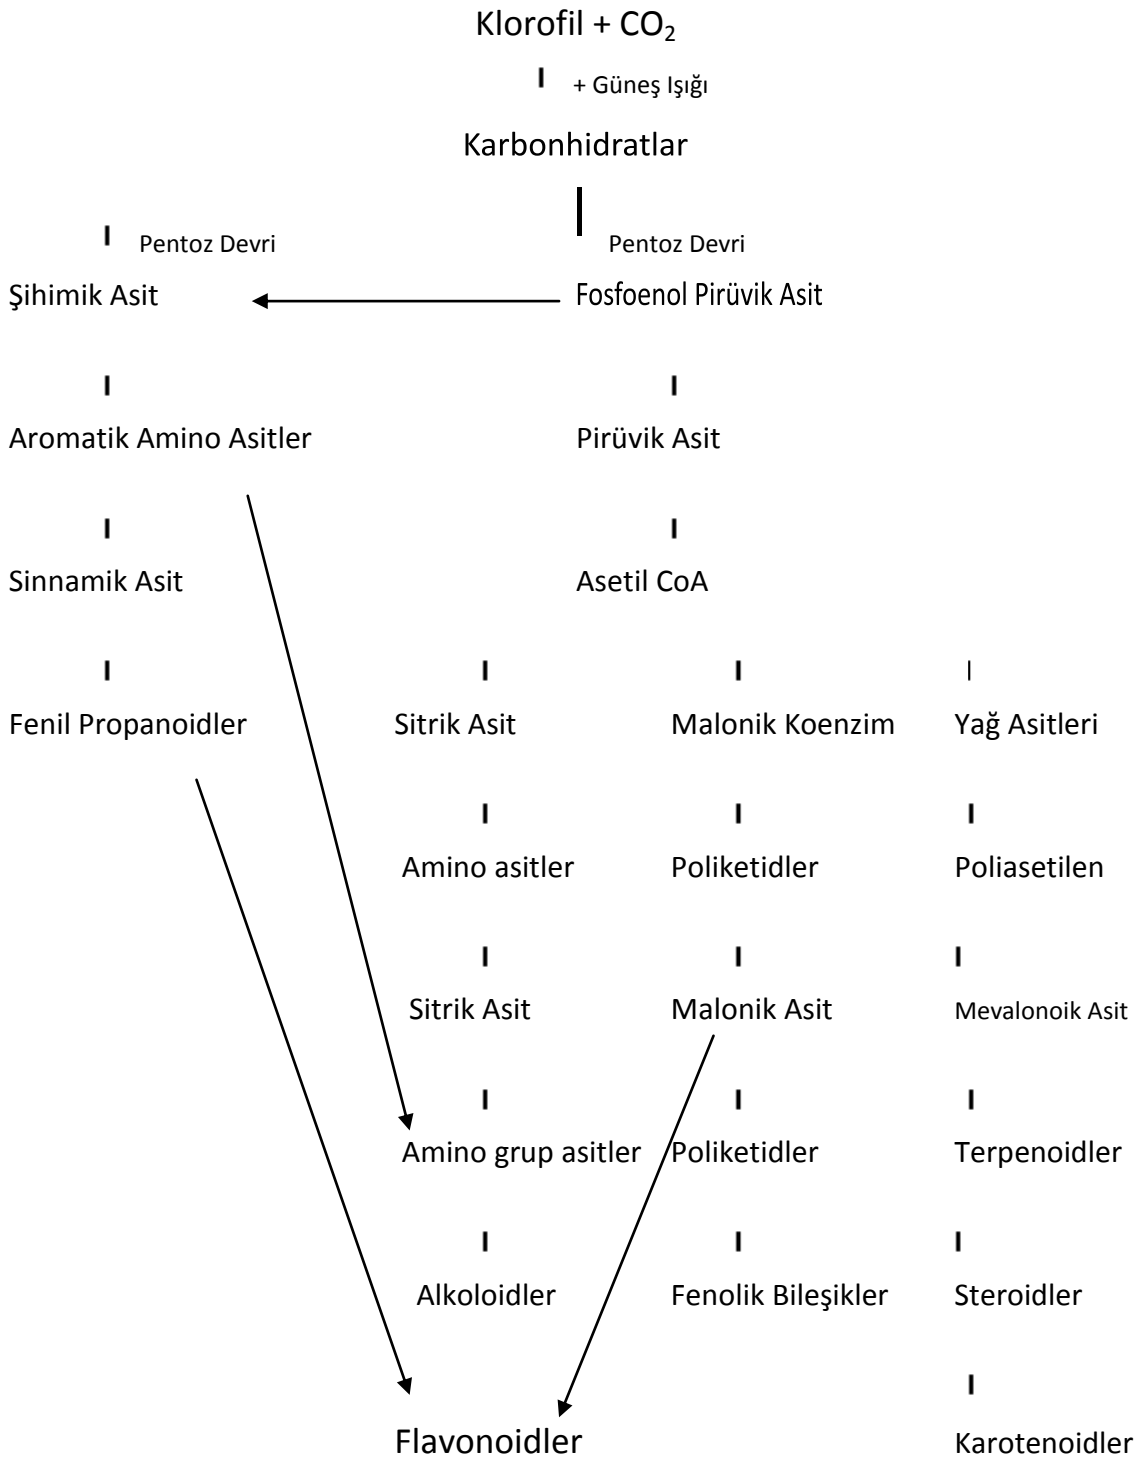 Klorofil + CO₂
+ Güneş Işığı
Karbonhidratlar
Pentoz Devri Pentoz Devri
Şihimik Asit Fosfoenol Pirüvik Asit
Aromatik Amino Asitler Pirüvik Asit
Sinnamik Asit Asetil CoA
Fenil Propanoidler Sitrik Asit Malonik Koenzim Yağ Asitleri
Amino asitler Poliketidler Poliasetilen
Sitrik Asit Malonik Asit Mevalonoik Asit
Amino grup asitler Poliketidler Terpenoidler
Alkoloidler Fenolik Bileşikler Steroidler
Flavonoidler Karotenoidler